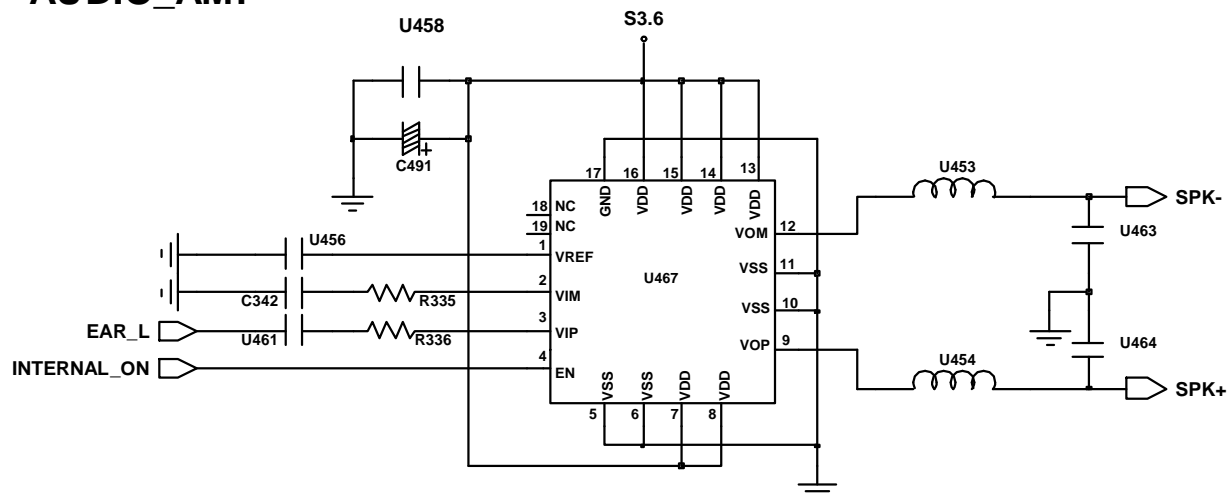 U458
S3.6
C491
17 16 15 14 13
GND VDD VDD VDD VDD
18 NC
19 NC
1 VREF
2 VIM
3 VIP
4 EN
U456
C342 R335
EAR_L U461 R336
INTERNAL_ON
U467
VOM 12
VSS 11
VSS 10
VOP 9
VSS VSS VDD VDD
5 6 7 8
U453
SPK-
U463
U464
U454
SPK+